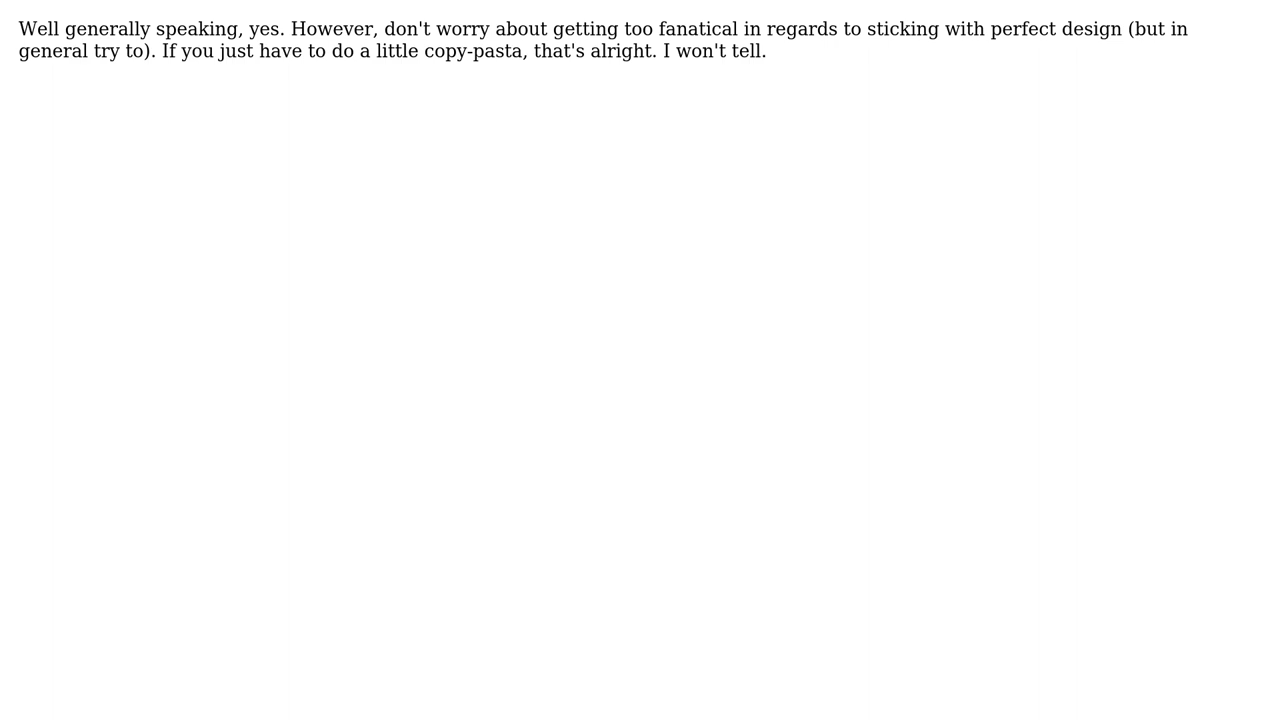 Well generally speaking, yes. However, don't worry about getting too fanatical in regards to sticking with perfect design (but in
general try to). If you just have to do a little copy-pasta, that's alright. I won't tell.